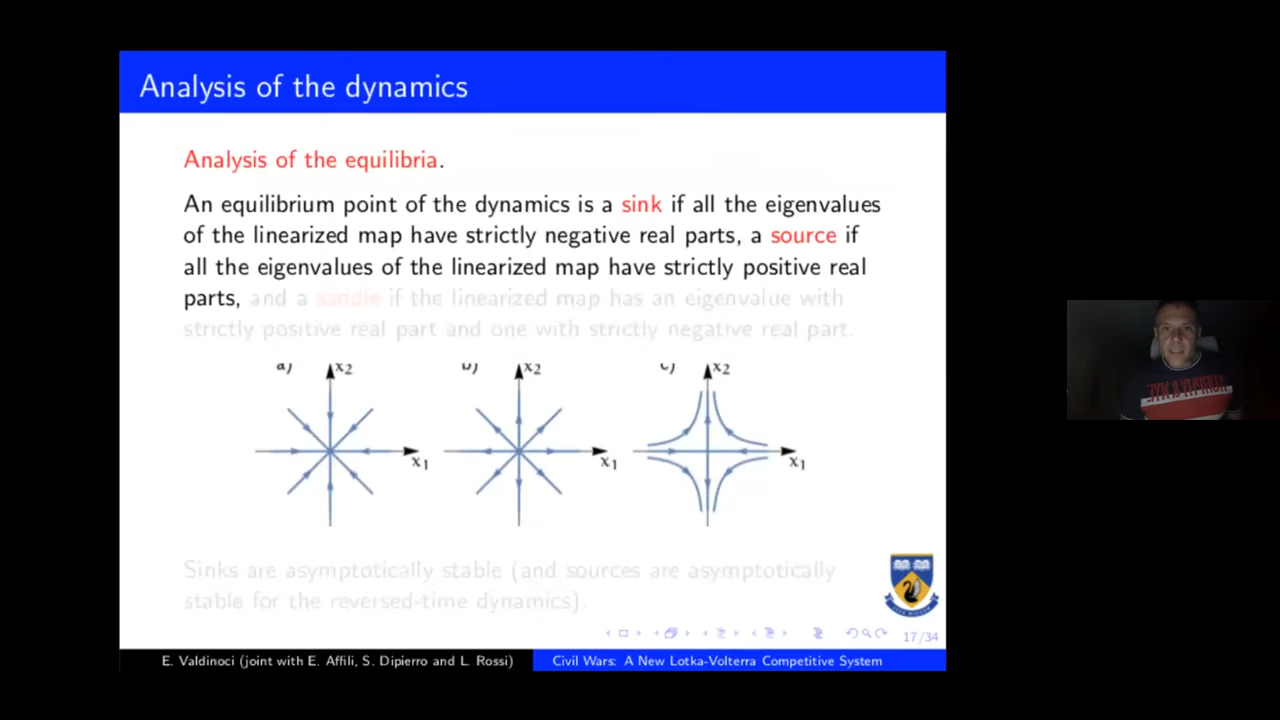 Analysis of the dynamics
Analysis of the equilibria.
An equilibrium point of the dynamics is a sink if all the eigenvalues
of the linearized map have strictly negative real parts, a source if
all the eigenvalues of the linearized map have strictly positive real
parts, and a saddle if the linearized map has an eigenvalue with
strictly positive real part and one with strictly negative real part.
a) x2 b) x2 c) x2
x1 x1 x1
Sinks are asymptotically stable (and sources are asymptotically
stable for the reversed-time dynamics).
17/34
E. Valdinoci (joint with E. Affili, S. Dipierro and L. Rossi) Civil Wars: A New Lotka-Volterra Competitive System